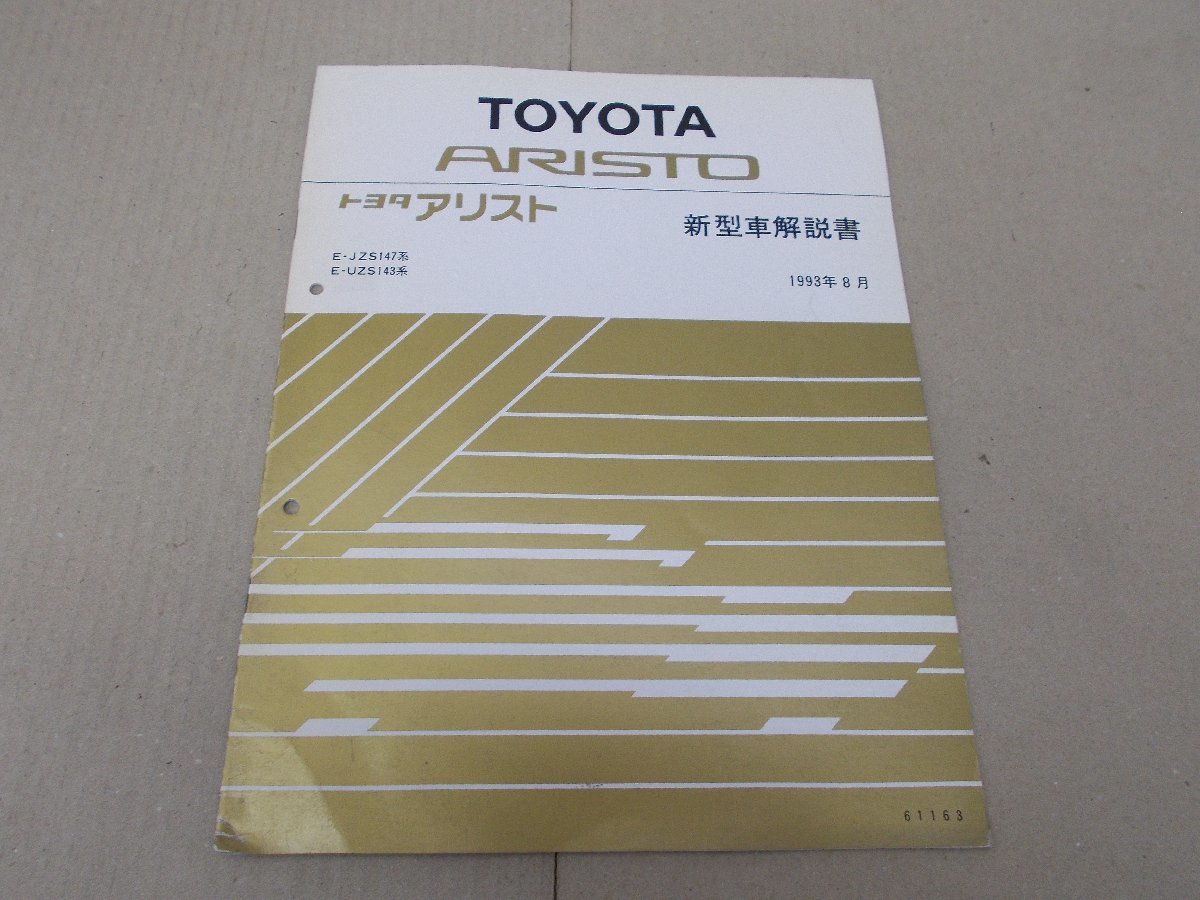 TOYOTA
ARISTO
トヨタ アリスト
新型車解説書
E-JZS147系
E-UZS143系
1993年8月
61163